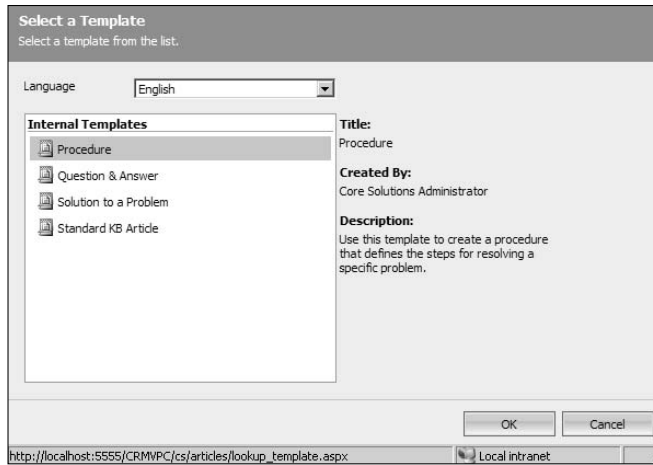 Select a Template
Select a template from the list.
Language
English
Internal Templates
Procedure
Question & Answer
Solution to a Problem
Standard KB Article
Title:
Procedure
Created By:
Core Solutions Administrator
Description:
Use this template to create a procedure
that defines the steps for resolving a
specific problem.
OK
Cancel
http://localhost:5555/CRMVPC/cs/articles/lookup_template.aspx
Local intranet